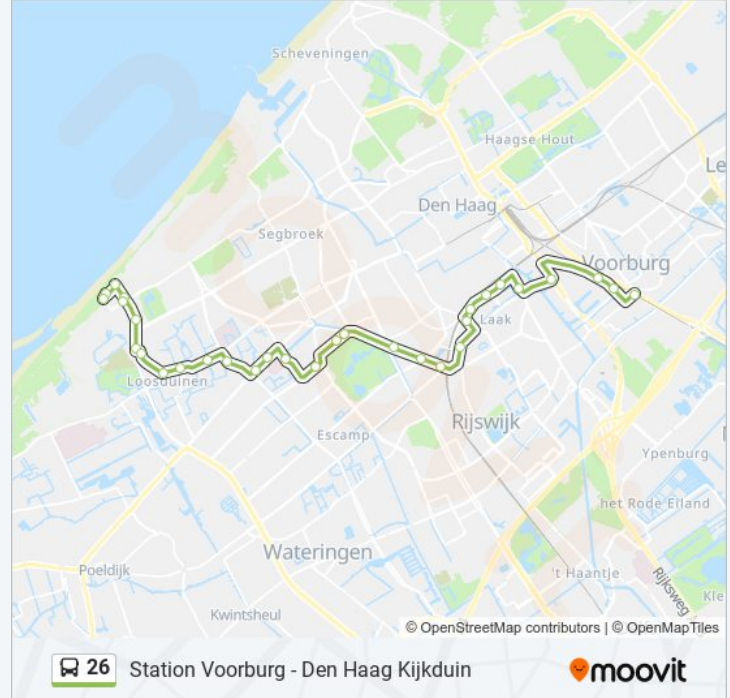 Scheveningen
Haagse Hout
Le
Den Haag
Segbroek
Voorburg
Laak
Loosduinen
Rijswijk
Escamp
Ypenburg
het Rode Eiland
Wateringen
Poeldijk
't Haantje
Rijksweg
Kle
Kwintsheul
© OpenStreetMap contributors | © OpenMapTiles
26 Station Voorburg - Den Haag Kijkduin
moovit